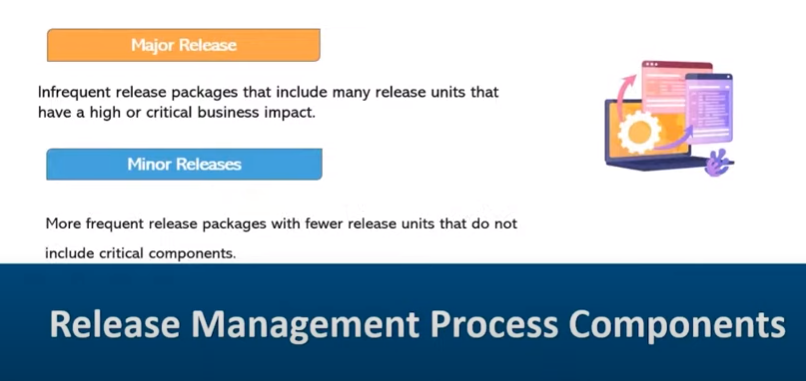 Major Release
Infrequent release packages that include many release units that
have a high or critical business impact.
Minor Releases
More frequent release packages with fewer release units that do not
include critical components.
Release Management Process Components